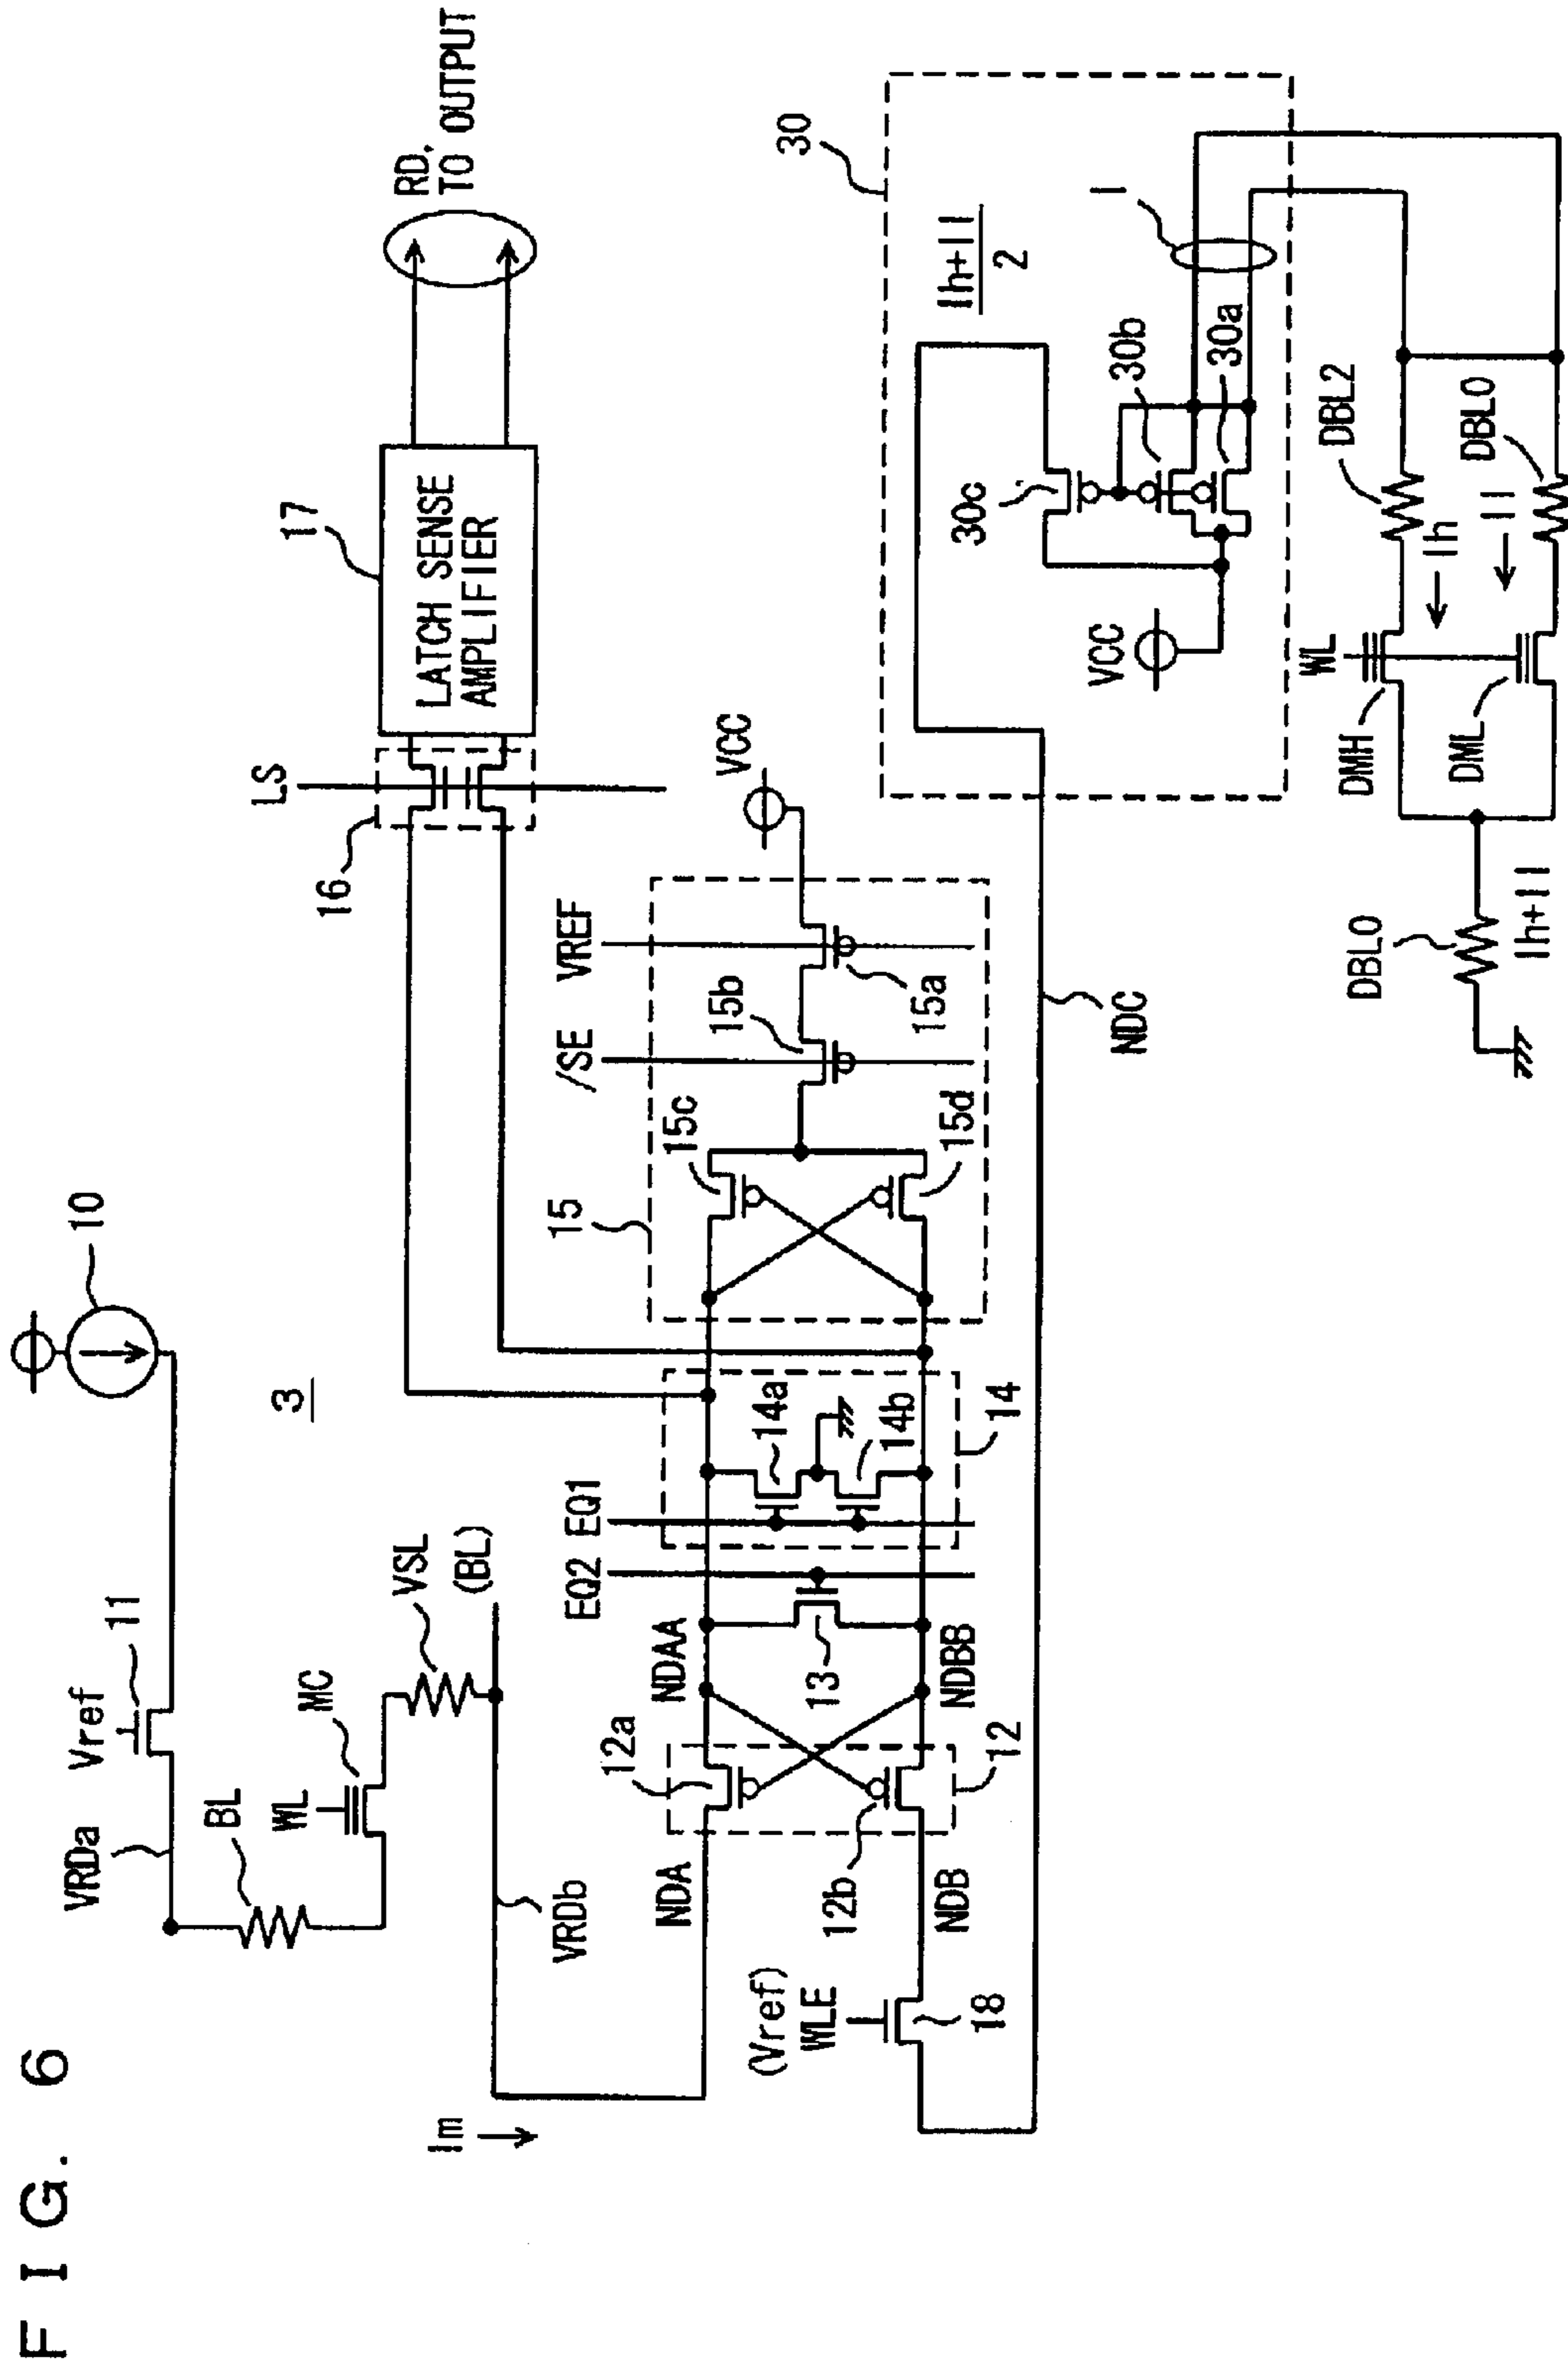 FIG. 6
3
10
11
Vref
VRDa
BL
WL
MC
VSL
(BL)
VRDb
Im
LS
16
17
LATCH SENSE
AMPLIFIER
RD,
TO OUTPUT
NDA
12a
NDAA
EQ2
EQ1
14a
14b
14
13
NDBB
12
12b
NDB
(Vref)
WLE
18
15
15c
15d
/SE
15b
VREF
15a
VCC
NDC
30
Ih+Il
2
30c
30b
30a
I
VCC
WL
DMH
DML
Ih
Il
DBL2
DBL0
DBL0
Ih+Il